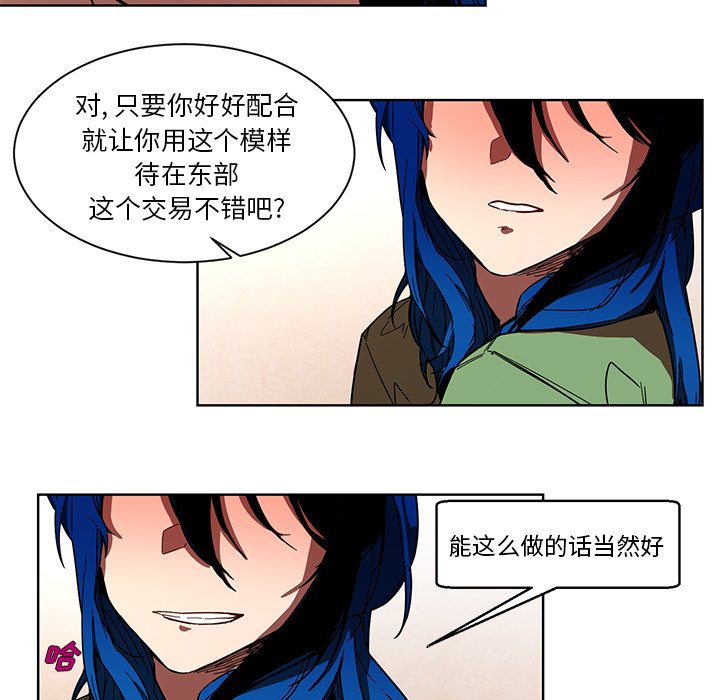 对, 只要你好好配合
就让你用这个模样
待在东部
这个交易不错吧?
能这么做的话当然好
哈